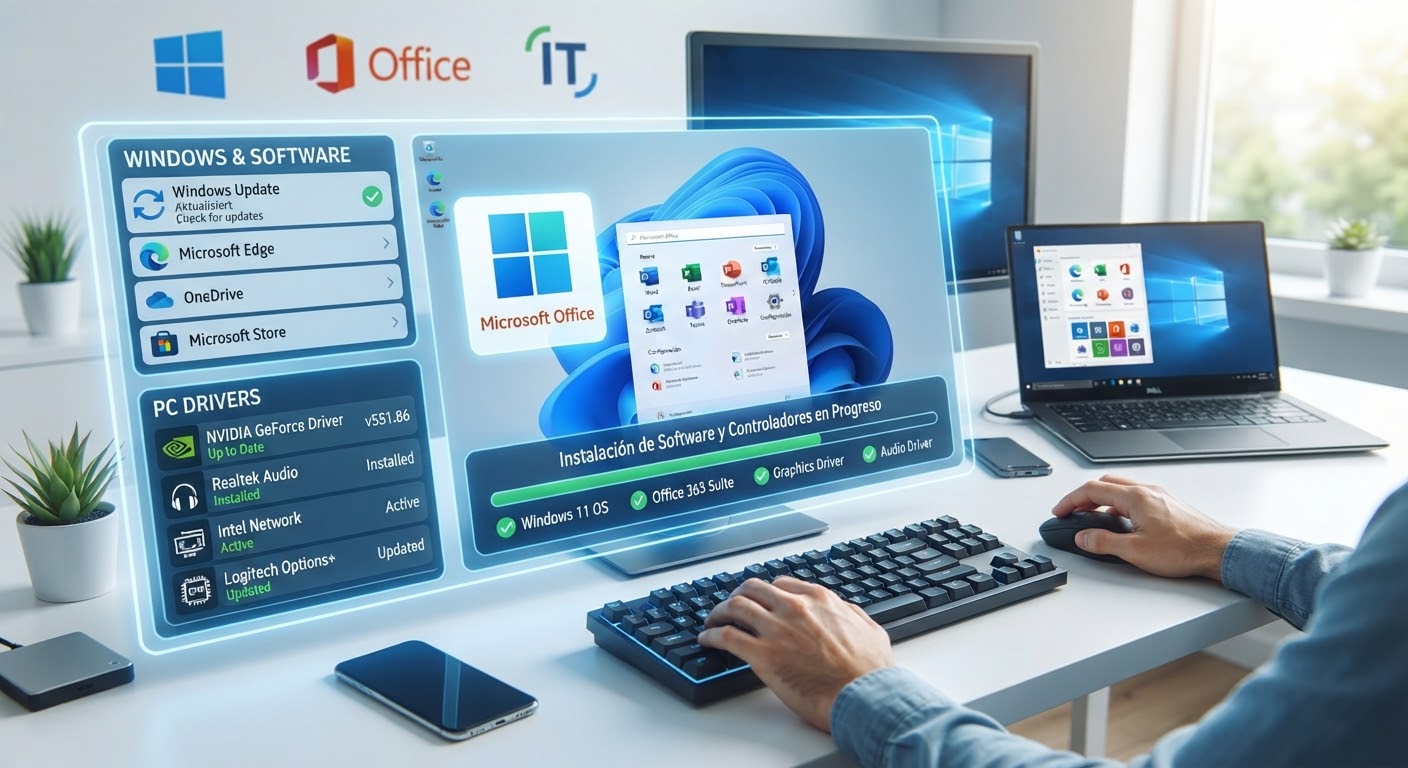 Office
IT
WINDOWS & SOFTWARE
Windows Update
Aktualisiert
Check for updates
Microsoft Edge
OneDrive
Microsoft Store
PC DRIVERS
NVIDIA GeForce Driver v551.86
Up to Date
Realtek Audio Installed
Installed
Intel Network Active
Active
Logitech Options+ Updated
Updated
Microsoft Office
Instalación de Software y Controladores en Progreso
Windows 11 OS
Office 363 Suite
Graphics Driver
Audio Driver
DELL